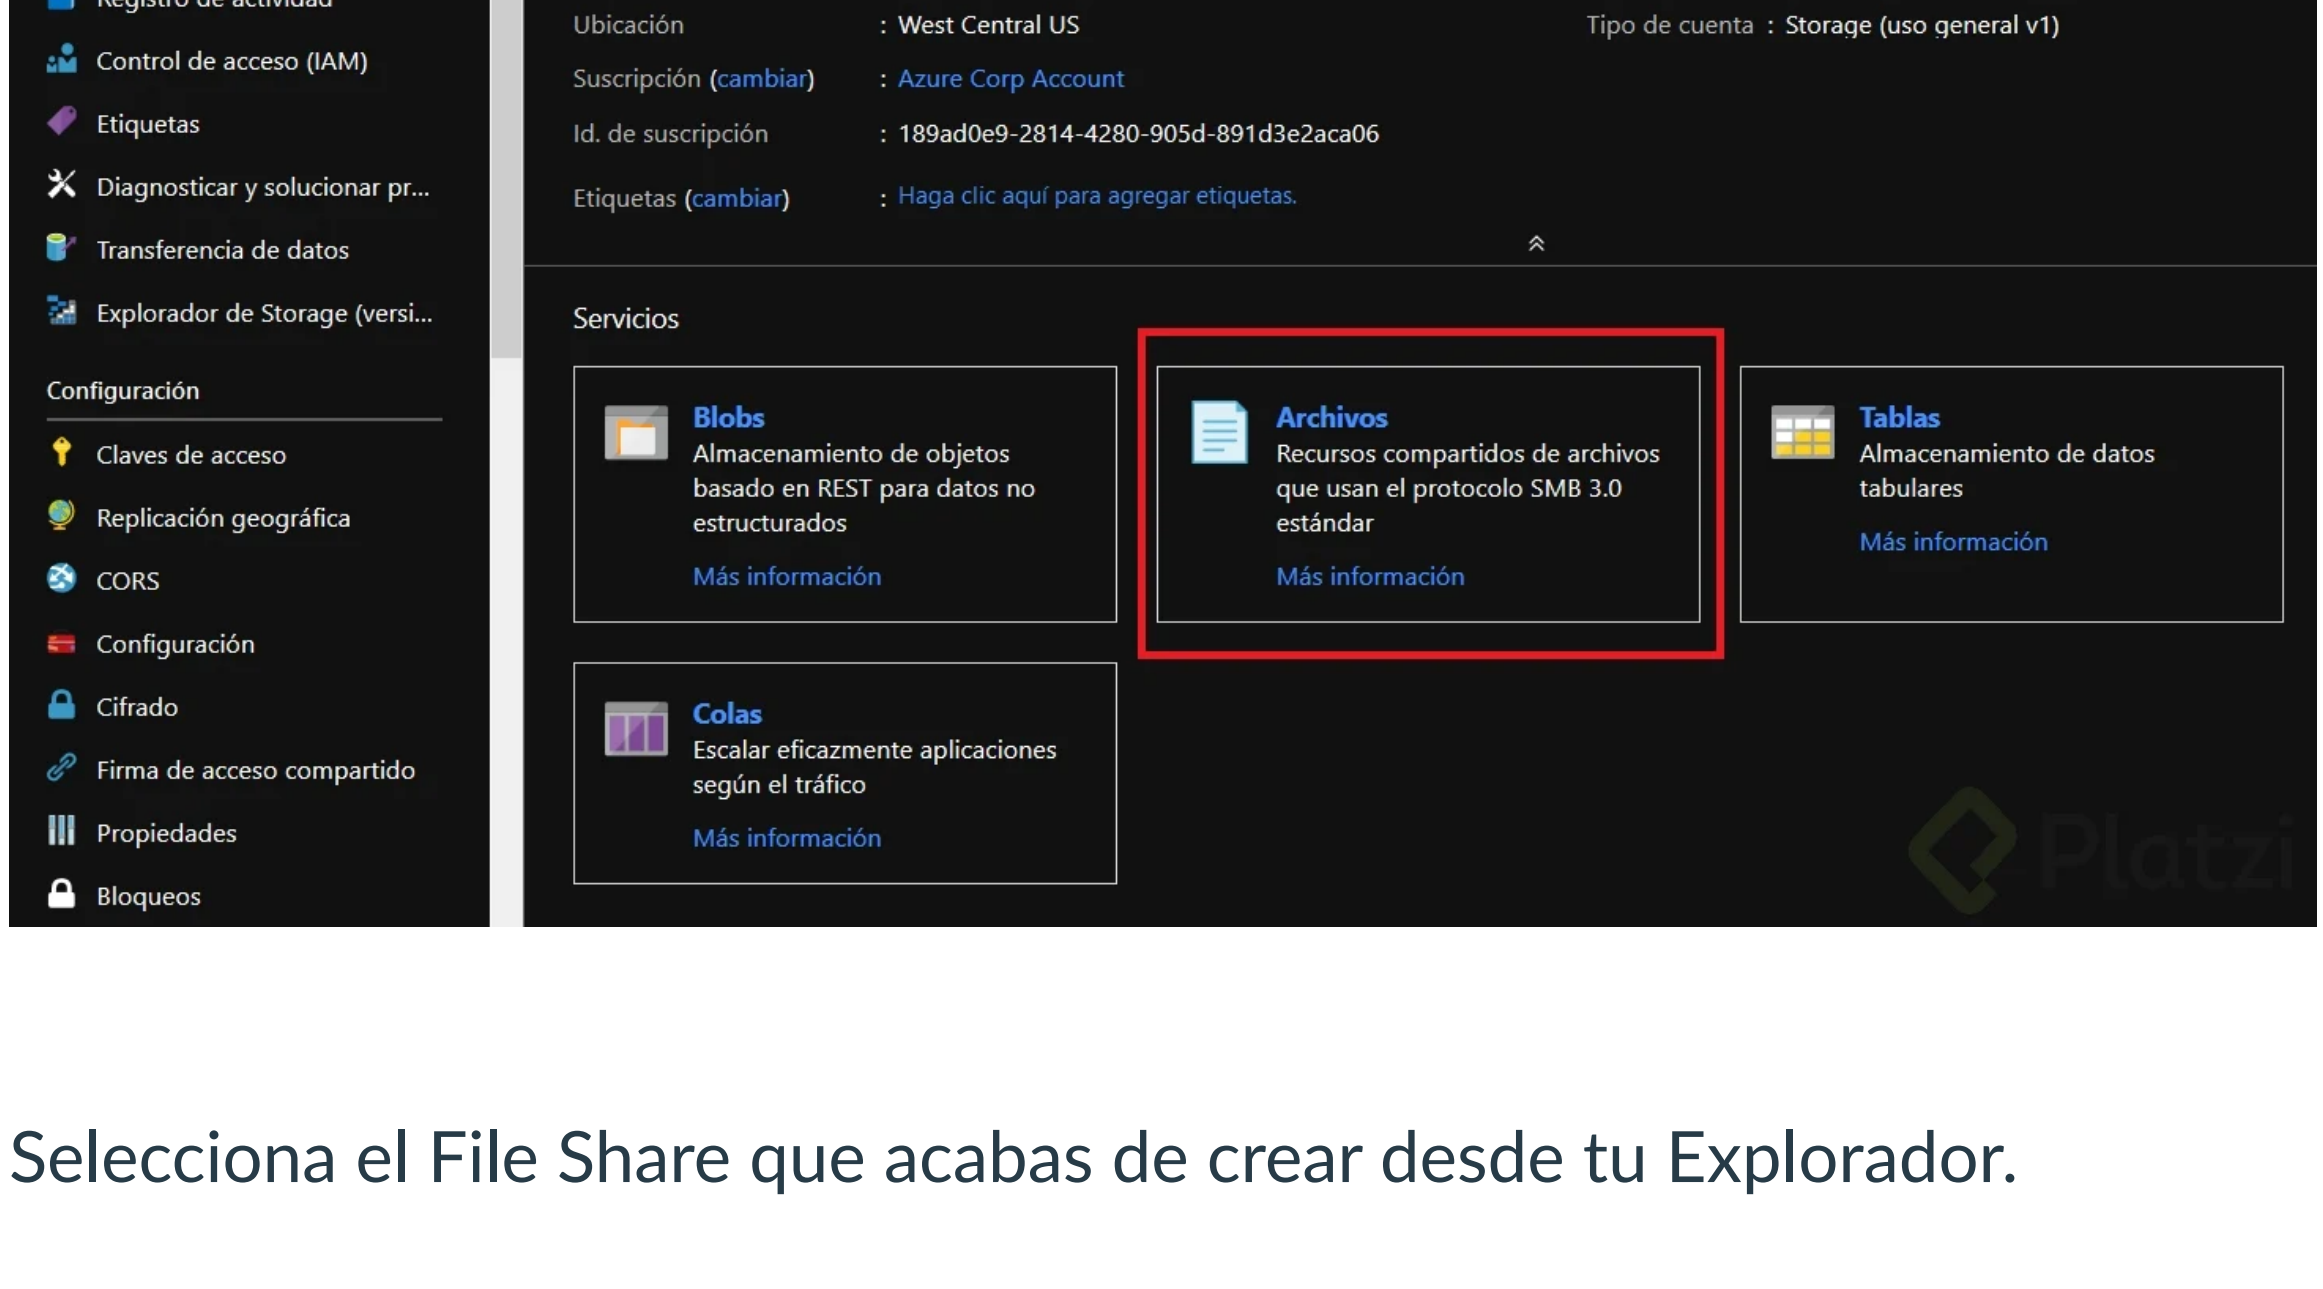 Registro de actividad
Control de acceso (IAM)
Etiquetas
Diagnosticar y solucionar pr...
Transferencia de datos
Explorador de Storage (versi...
Configuración
Claves de acceso
Replicación geográfica
CORS
Configuración
Cifrado
Firma de acceso compartido
Propiedades
Bloqueos
Ubicación : West Central US
Suscripción (cambiar) : Azure Corp Account
Id. de suscripción : 189ad0e9-2814-4280-905d-891d3e2aca06
Etiquetas (cambiar) : Haga clic aquí para agregar etiquetas.
Tipo de cuenta : Storage (uso general v1)
Servicios
Blobs
Almacenamiento de objetos
basado en REST para datos no
estructurados
Más información
Archivos
Recursos compartidos de archivos
que usan el protocolo SMB 3.0
estándar
Más información
Tablas
Almacenamiento de datos
tabulares
Más información
Colas
Escalar eficazmente aplicaciones
según el tráfico
Más información
Platzi
Selecciona el File Share que acabas de crear desde tu Explorador.